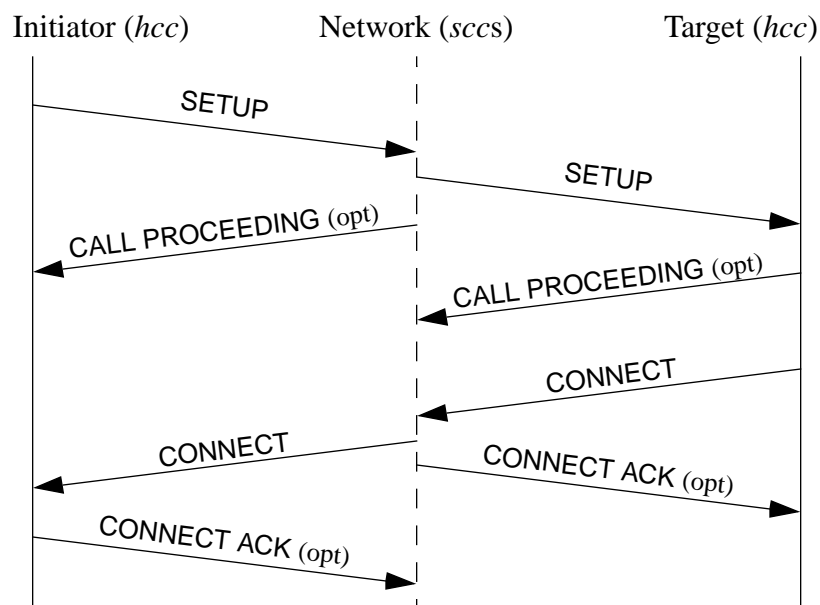 Initiator (hcc) Network (sccs) Target (hcc)
SETUP
SETUP
CALL PROCEEDING (opt)
CALL PROCEEDING (opt)
CONNECT
CONNECT
CONNECT ACK (opt)
CONNECT ACK (opt)